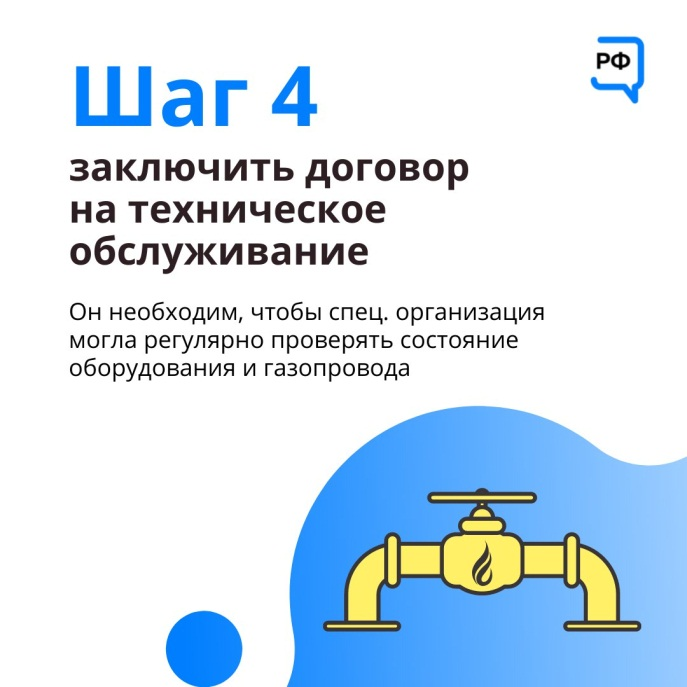 РФ
Шаг 4
заключить договор
на техническое
обслуживание
Он необходим, чтобы спец. организация
могла регулярно проверять состояние
оборудования и газопровода